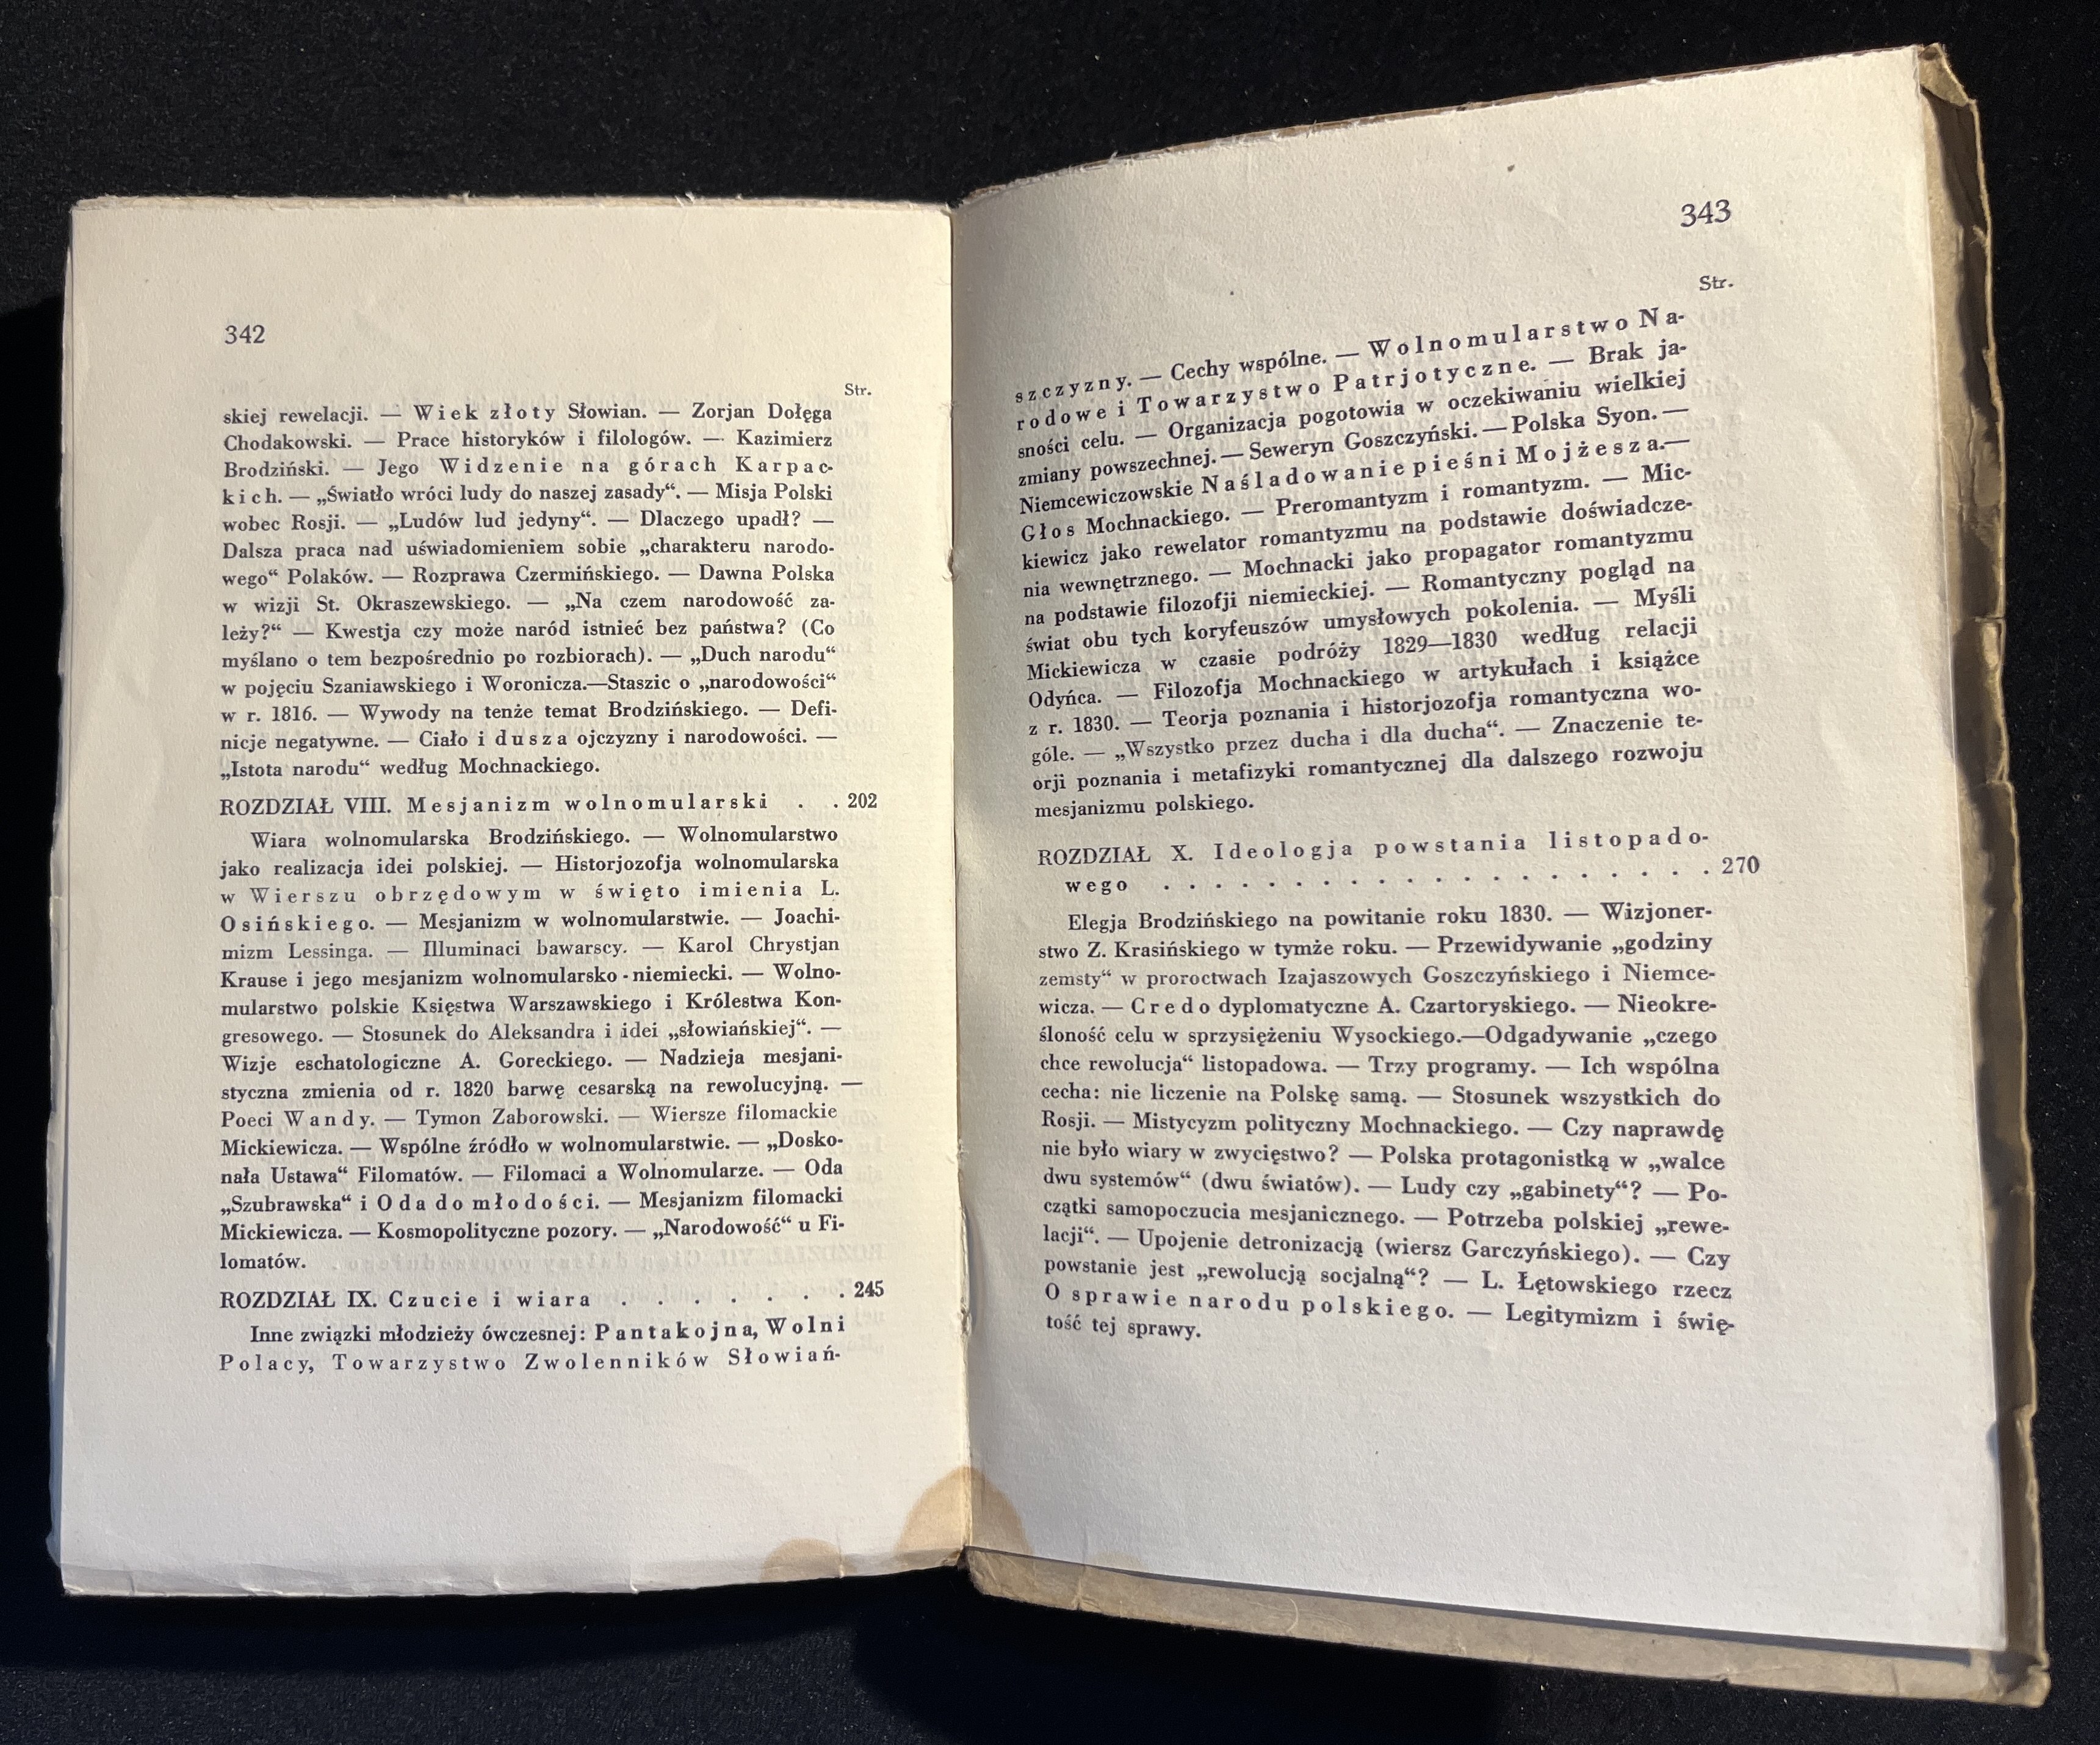 342
Str.
skiej rewelacji. — Wiek złoty Słowian. — Zorjan Dołęga
Chodakowski. — Prace historyków i filologów. — Kazimierz
Brodziński. — Jego Widzenie na górach Karpac-
kich. — „Światło wróci ludy do naszej zasady“. — Misja Polski
wobec Rosji. — „Ludów lud jedyny“. — Dlaczego upadł? —
Dalsza praca nad uświadomieniem sobie „charakteru narodo-
wego“ Polaków. — Rozprawa Czermińskiego. — Dawna Polska
w wizji St. Okraszewskiego. — „Na czem narodowość za-
leży?“ — Kwestja czy może naród istnieć bez państwa? (Co
myślano o tem bezpośrednio po rozbiorach). — „Duch narodu“
w pojęciu Szaniawskiego i Woronicza.—Staszic o „narodowości“
w r. 1816. — Wywody na tenże temat Brodzińskiego. — Defi-
nicje negatywne. — Ciało i dusza ojczyzny i narodowości. —
„Istota narodu“ według Mochnackiego.
ROZDZIAŁ VIII. Mesjanizm wolnomularski . . 202
Wiara wolnomularska Brodzińskiego. — Wolnomularstwo
jako realizacja idei polskiej. — Historjozofja wolnomularska
w Wierszu obrzędowym w święto imienia L.
Osińskiego. — Mesjanizm w wolnomularstwie. — Joachi-
mizm Lessinga. — Illuminaci bawarscy. — Karol Chrystjan
Krause i jego mesjanizm wolnomularsko-niemiecki. — Wolno-
mularstwo polskie Księstwa Warszawskiego i Królestwa Kon-
gresowego. — Stosunek do Aleksandra i idei „słowiańskiej“. —
Wizje eschatologiczne A. Goreckiego. — Nadzieja mesjani-
styczna zmienia od r. 1820 barwę cesarską na rewolucyjną. —
Poeci Wandy. — Tymon Zaborowski. — Wiersze filomackie
Mickiewicza. — Wspólne źródło w wolnomularstwie. — „Dosko-
nała Ustawa“ Filomatów. — Filomaci a Wolnomularze. — Oda
„Szubrawska“ i Oda do młodości. — Mesjanizm filomacki
Mickiewicza. — Kosmopolityczne pozory. — „Narodowość“ u Fi-
lomatów.
ROZDZIAŁ IX. Czucie i wiara . . . . . . . 245
Inne związki młodzieży ówczesnej: Pantakojna, Wolni
Polacy, Towarzystwo Zwolenników Słowiań-
343
Str.
szczyzny. — Cechy wspólne. — Wolnomularstwo Na-
rodowe i Towarzystwo Patrjotyczne. — Brak ja-
sności celu. — Organizacja pogotowia w oczekiwaniu wielkiej
zmiany powszechnej. — Seweryn Goszczyński. — Polska Syon. —
Niemcewiczowskie Naśladowanie pieśni Mojżesza.—
Głos Mochnackiego. — Preromantyzm i romantyzm. — Mic-
kiewicz jako rewelator romantyzmu na podstawie doświadcze-
nia wewnętrznego. — Mochnacki jako propagator romantyzmu
na podstawie filozofji niemieckiej. — Romantyczny pogląd na
świat obu tych koryfeuszów umysłowych pokolenia. — Myśli
Mickiewicza w czasie podróży 1829—1830 według relacji
Odyńca. — Filozofja Mochnackiego w artykułach i książce
z r. 1830. — Teorja poznania i historjozofja romantyczna wo-
góle. — „Wszystko przez ducha i dla ducha“. — Znaczenie te-
orji poznania i metafizyki romantycznej dla dalszego rozwoju
mesjanizmu polskiego.
ROZDZIAŁ X. Ideologja powstania listopado-
wego . . . . . . . . . . . . . . . . . . . . 270
Elegja Brodzińskiego na powitanie roku 1830. — Wizjoner-
stwo Z. Krasińskiego w tymże roku. — Przewidywanie „godziny
zemsty“ w proroctwach Izajaszowych Goszczyńskiego i Niemce-
wicza. — Credo dyplomatyczne A. Czartoryskiego. — Nieokre-
śloność celu w sprzysiężeniu Wysockiego.—Odgadywanie „czego
chce rewolucja“ listopadowa. — Trzy programy. — Ich wspólna
cecha: nie liczenie na Polskę samą. — Stosunek wszystkich do
Rosji. — Mistycyzm polityczny Mochnackiego. — Czy naprawdę
nie było wiary w zwycięstwo? — Polska protagonistką w „walce
dwu systemów“ (dwu światów). — Ludy czy „gabinety“? — Po-
czątki samopoczucia mesjanicznego. — Potrzeba polskiej „rewe-
lacji“. — Upojenie detronizacją (wiersz Garczyńskiego). — Czy
powstanie jest „rewolucją socjalną“? — L. Łętowskiego rzecz
O sprawie narodu polskiego. — Legitymizm i świę-
tość tej sprawy.